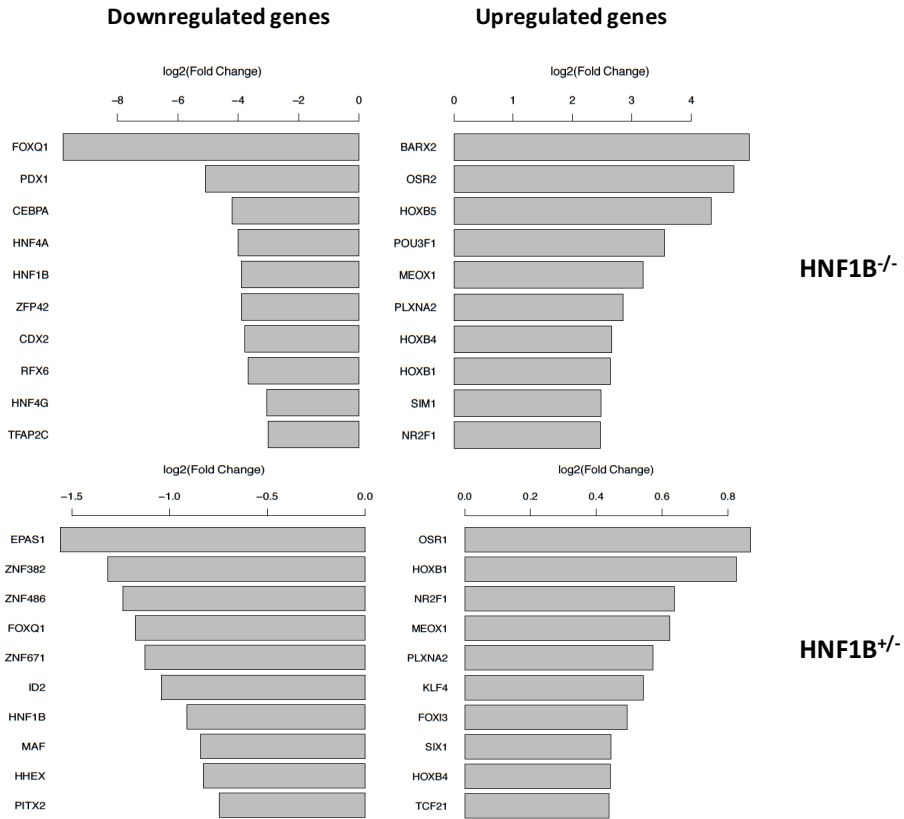 Downregulated genes
Upregulated genes
log2(Fold Change)
−8 −6 −4 −2 0
FOXQ1
PDX1
CEBPA
HNF4A
HNF1B
ZFP42
CDX2
RFX6
HNF4G
TFAP2C
log2(Fold Change)
0 1 2 3 4
BARX2
OSR2
HOXB5
POU3F1
MEOX1
PLXNA2
HOXB4
HOXB1
SIM1
NR2F1
HNF1B-/-
log2(Fold Change)
−1.5 −1.0 −0.5 0.0
EPAS1
ZNF382
ZNF486
FOXQ1
ZNF671
ID2
HNF1B
MAF
HHEX
PITX2
log2(Fold Change)
0.0 0.2 0.4 0.6 0.8
OSR1
HOXB1
NR2F1
MEOX1
PLXNA2
KLF4
FOXI3
SIX1
HOXB4
TCF21
HNF1B+/-